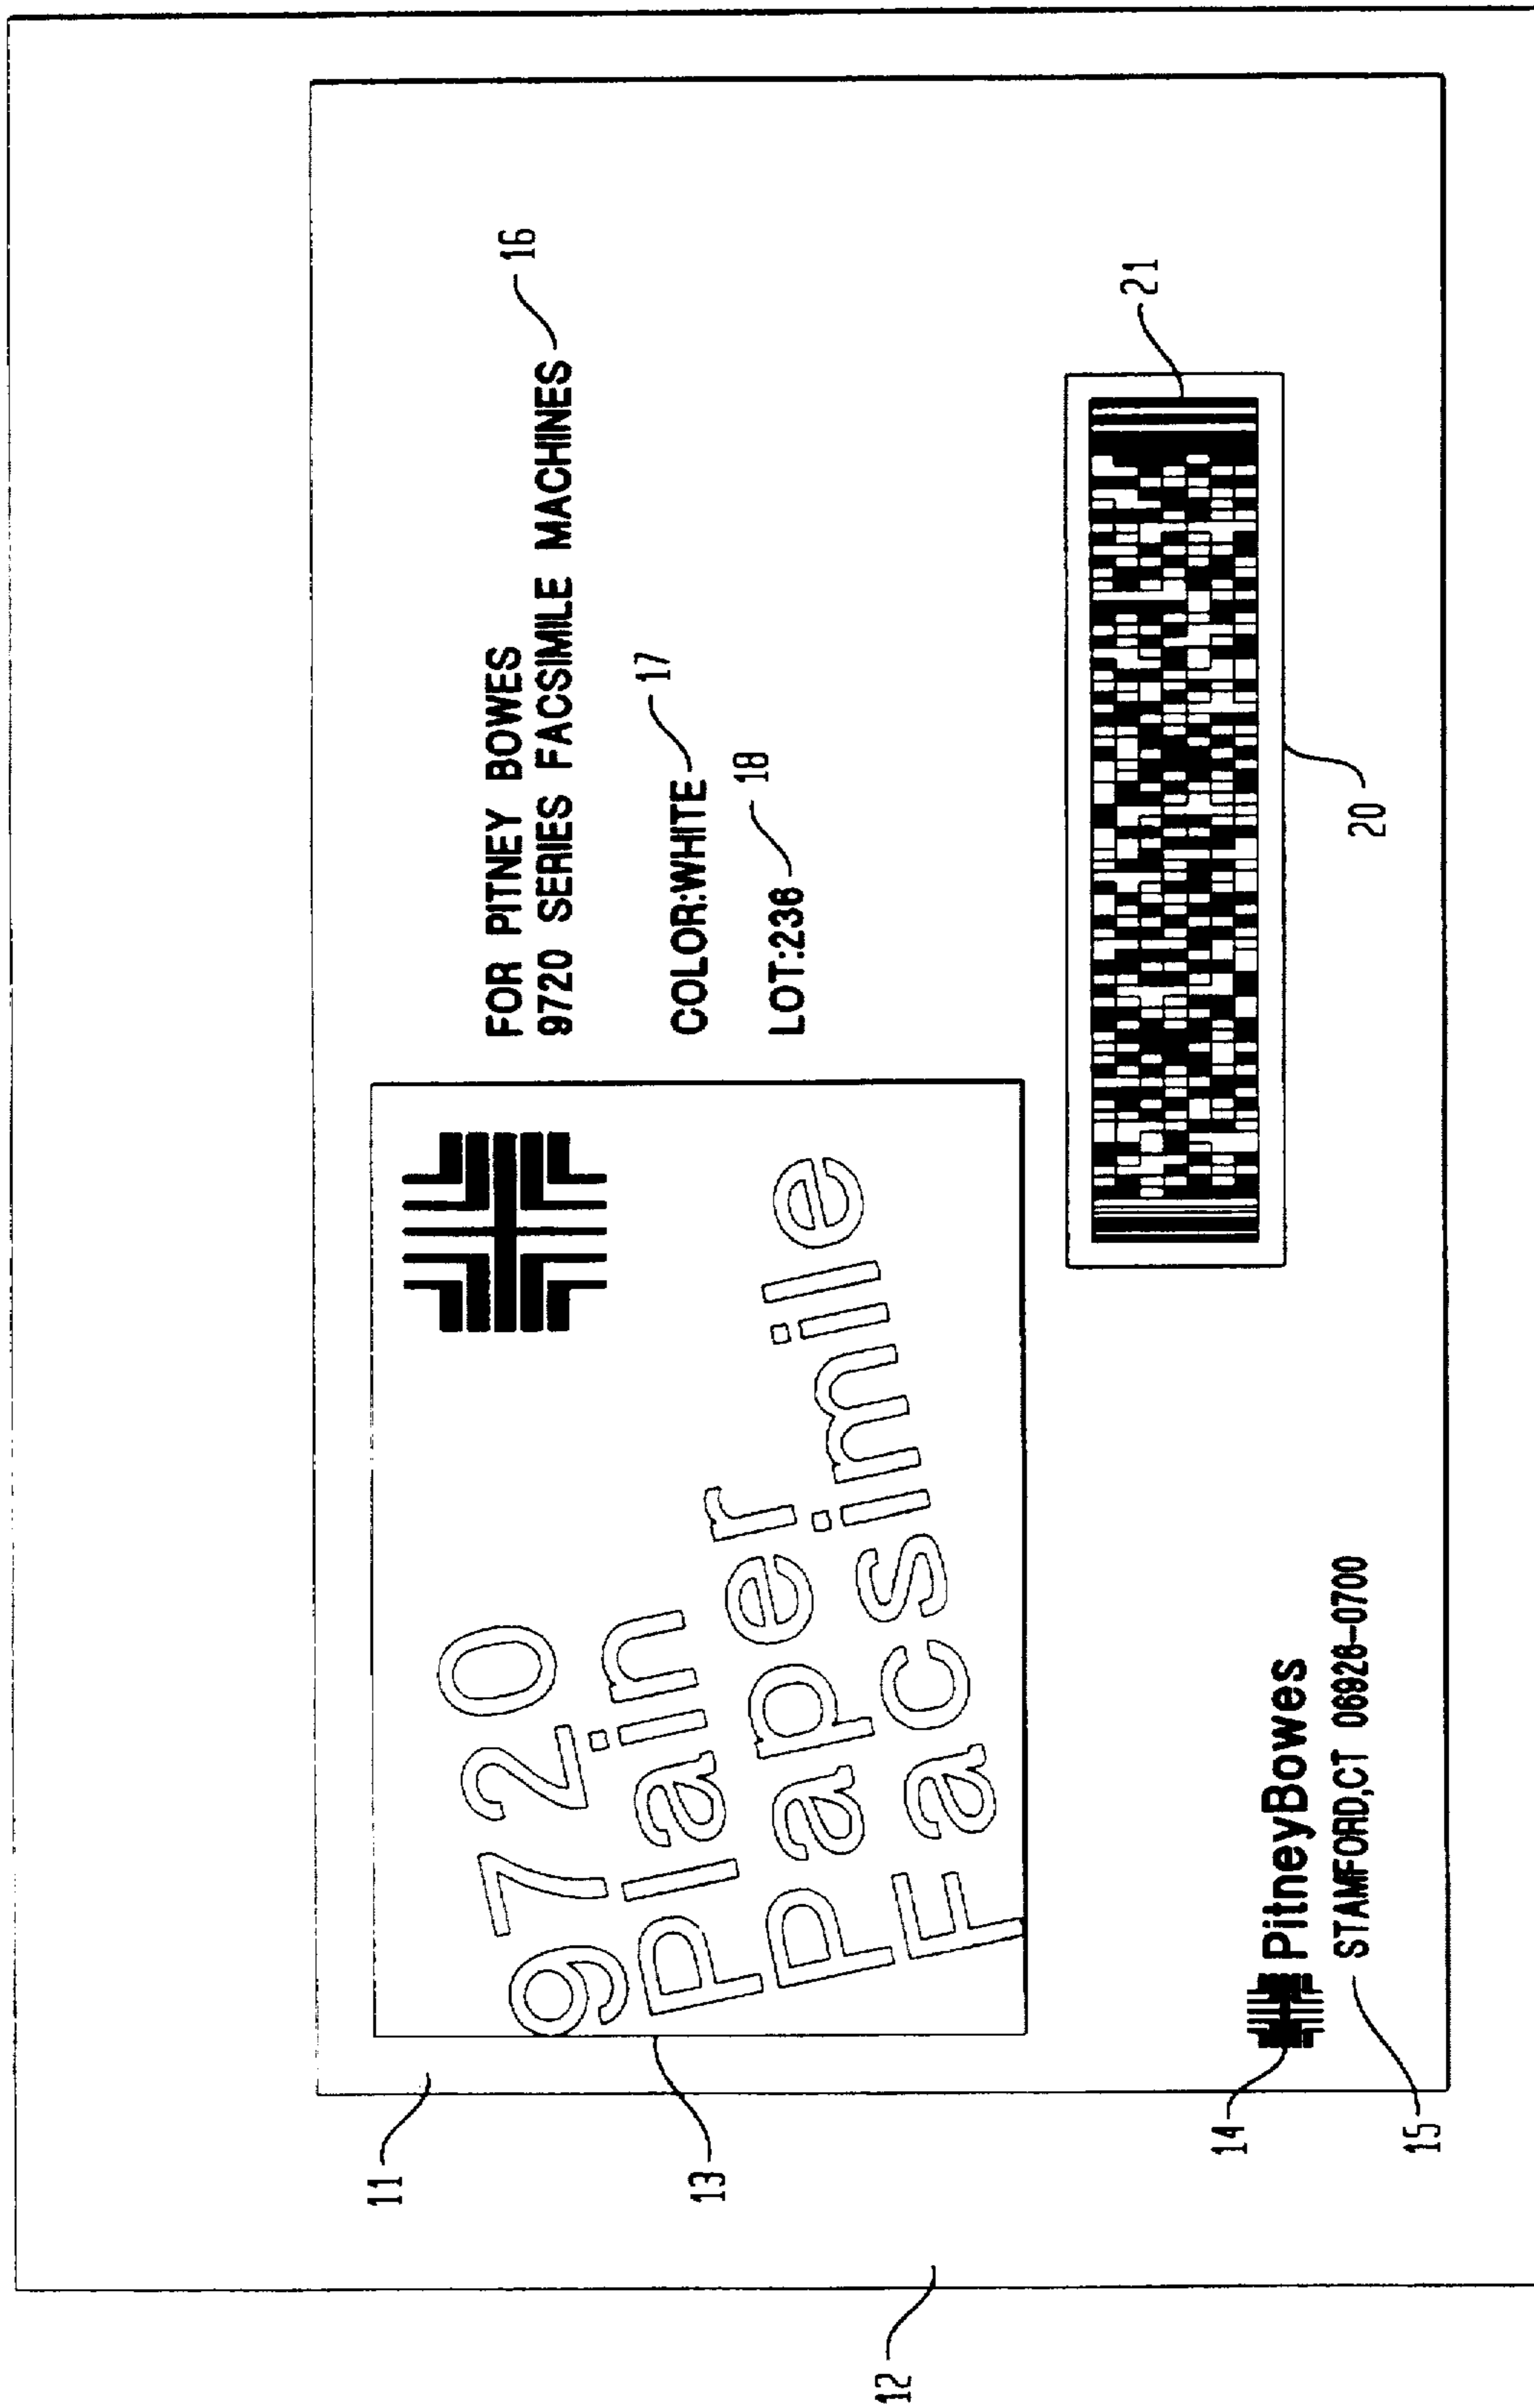 9720
Plain
Paper
Facsimile
FOR PITNEY BOWES
9720 SERIES FACSIMILE MACHINES
16
COLOR:WHITE
17
LOT:236
18
11
13
21
20
PitneyBowes
STAMFORD,CT 06926-0700
14
15
12